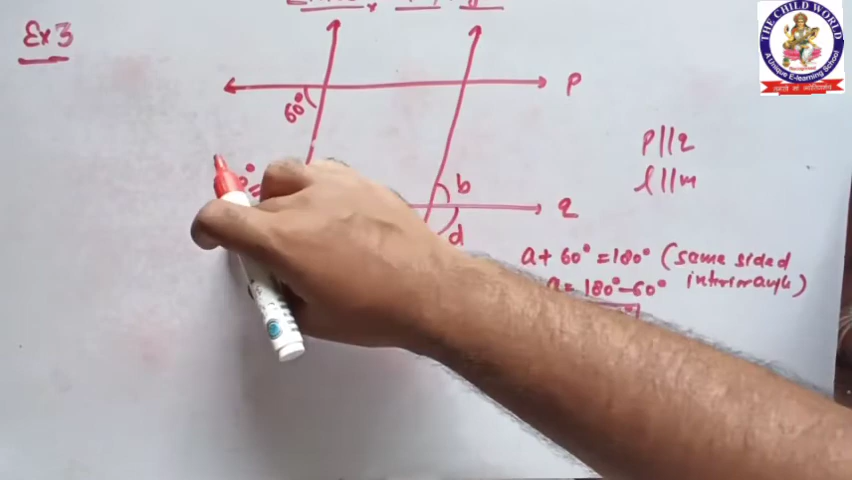 Ex 3
THE CHILD WORLD
A Unique E-learning School
p
60°
p||q
l||m
b
q
d
a + 60° = 180° (same sided
a = 180° - 60° interior angle)